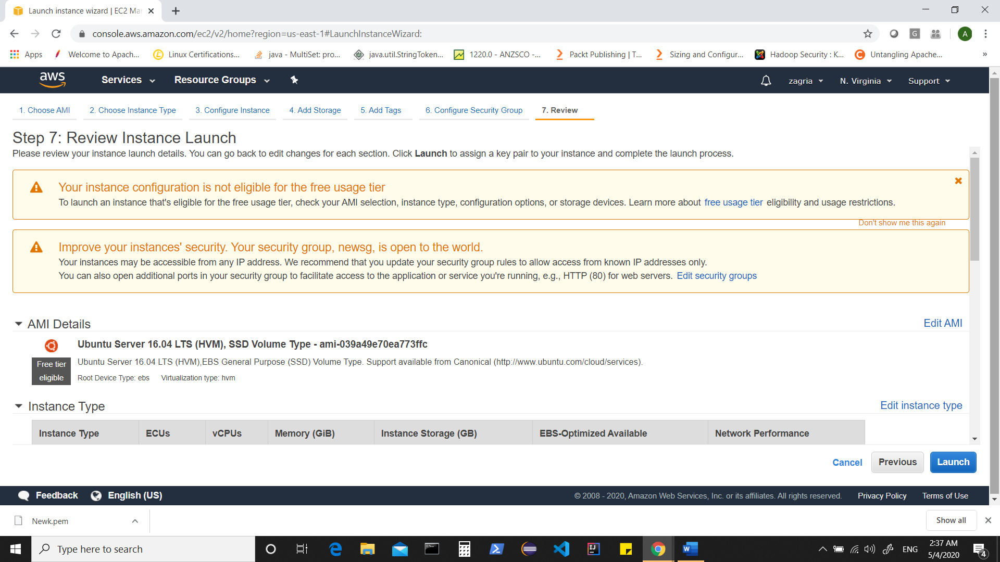 Launch instance wizard | EC2 Mar
console.aws.amazon.com/ec2/v2/home?region=us-east-1#LaunchInstanceWizard:
G
A
Apps
Welcome to Apach...
Linux Certifications...
java - MultiSet: pro...
java.util.StringToken...
1220.0 - ANZSCO -...
Packt Publishing | T...
Sizing and Configur...
Hadoop Security : K...
Untangling Apache...
»
aws
Services
Resource Groups
zagria
N. Virginia
Support
1. Choose AMI
2. Choose Instance Type
3. Configure Instance
4. Add Storage
5. Add Tags
6. Configure Security Group
7. Review
Step 7: Review Instance Launch
Please review your instance launch details. You can go back to edit changes for each section. Click Launch to assign a key pair to your instance and complete the launch process.
Your instance configuration is not eligible for the free usage tier
To launch an instance that's eligible for the free usage tier, check your AMI selection, instance type, configuration options, or storage devices. Learn more about free usage tier eligibility and usage restrictions.
Don't show me this again
Improve your instances' security. Your security group, newsg, is open to the world.
Your instances may be accessible from any IP address. We recommend that you update your security group rules to allow access from known IP addresses only.
You can also open additional ports in your security group to facilitate access to the application or service you're running, e.g., HTTP (80) for web servers. Edit security groups
AMI Details
Edit AMI
Ubuntu Server 16.04 LTS (HVM), SSD Volume Type - ami-039a49e70ea773ffc
Free tier
eligible
Ubuntu Server 16.04 LTS (HVM),EBS General Purpose (SSD) Volume Type. Support available from Canonical (http://www.ubuntu.com/cloud/services).
Root Device Type: ebs
Virtualization type: hvm
Instance Type
Edit instance type
Instance Type
ECUs
vCPUs
Memory (GiB)
Instance Storage (GB)
EBS-Optimized Available
Network Performance
Cancel
Previous
Launch
Feedback
English (US)
© 2008 - 2020, Amazon Web Services, Inc. or its affiliates. All rights reserved.
Privacy Policy
Terms of Use
Newk.pem
Show all
Type here to search
IJ
W
ENG
2:37 AM
5/4/2020
4